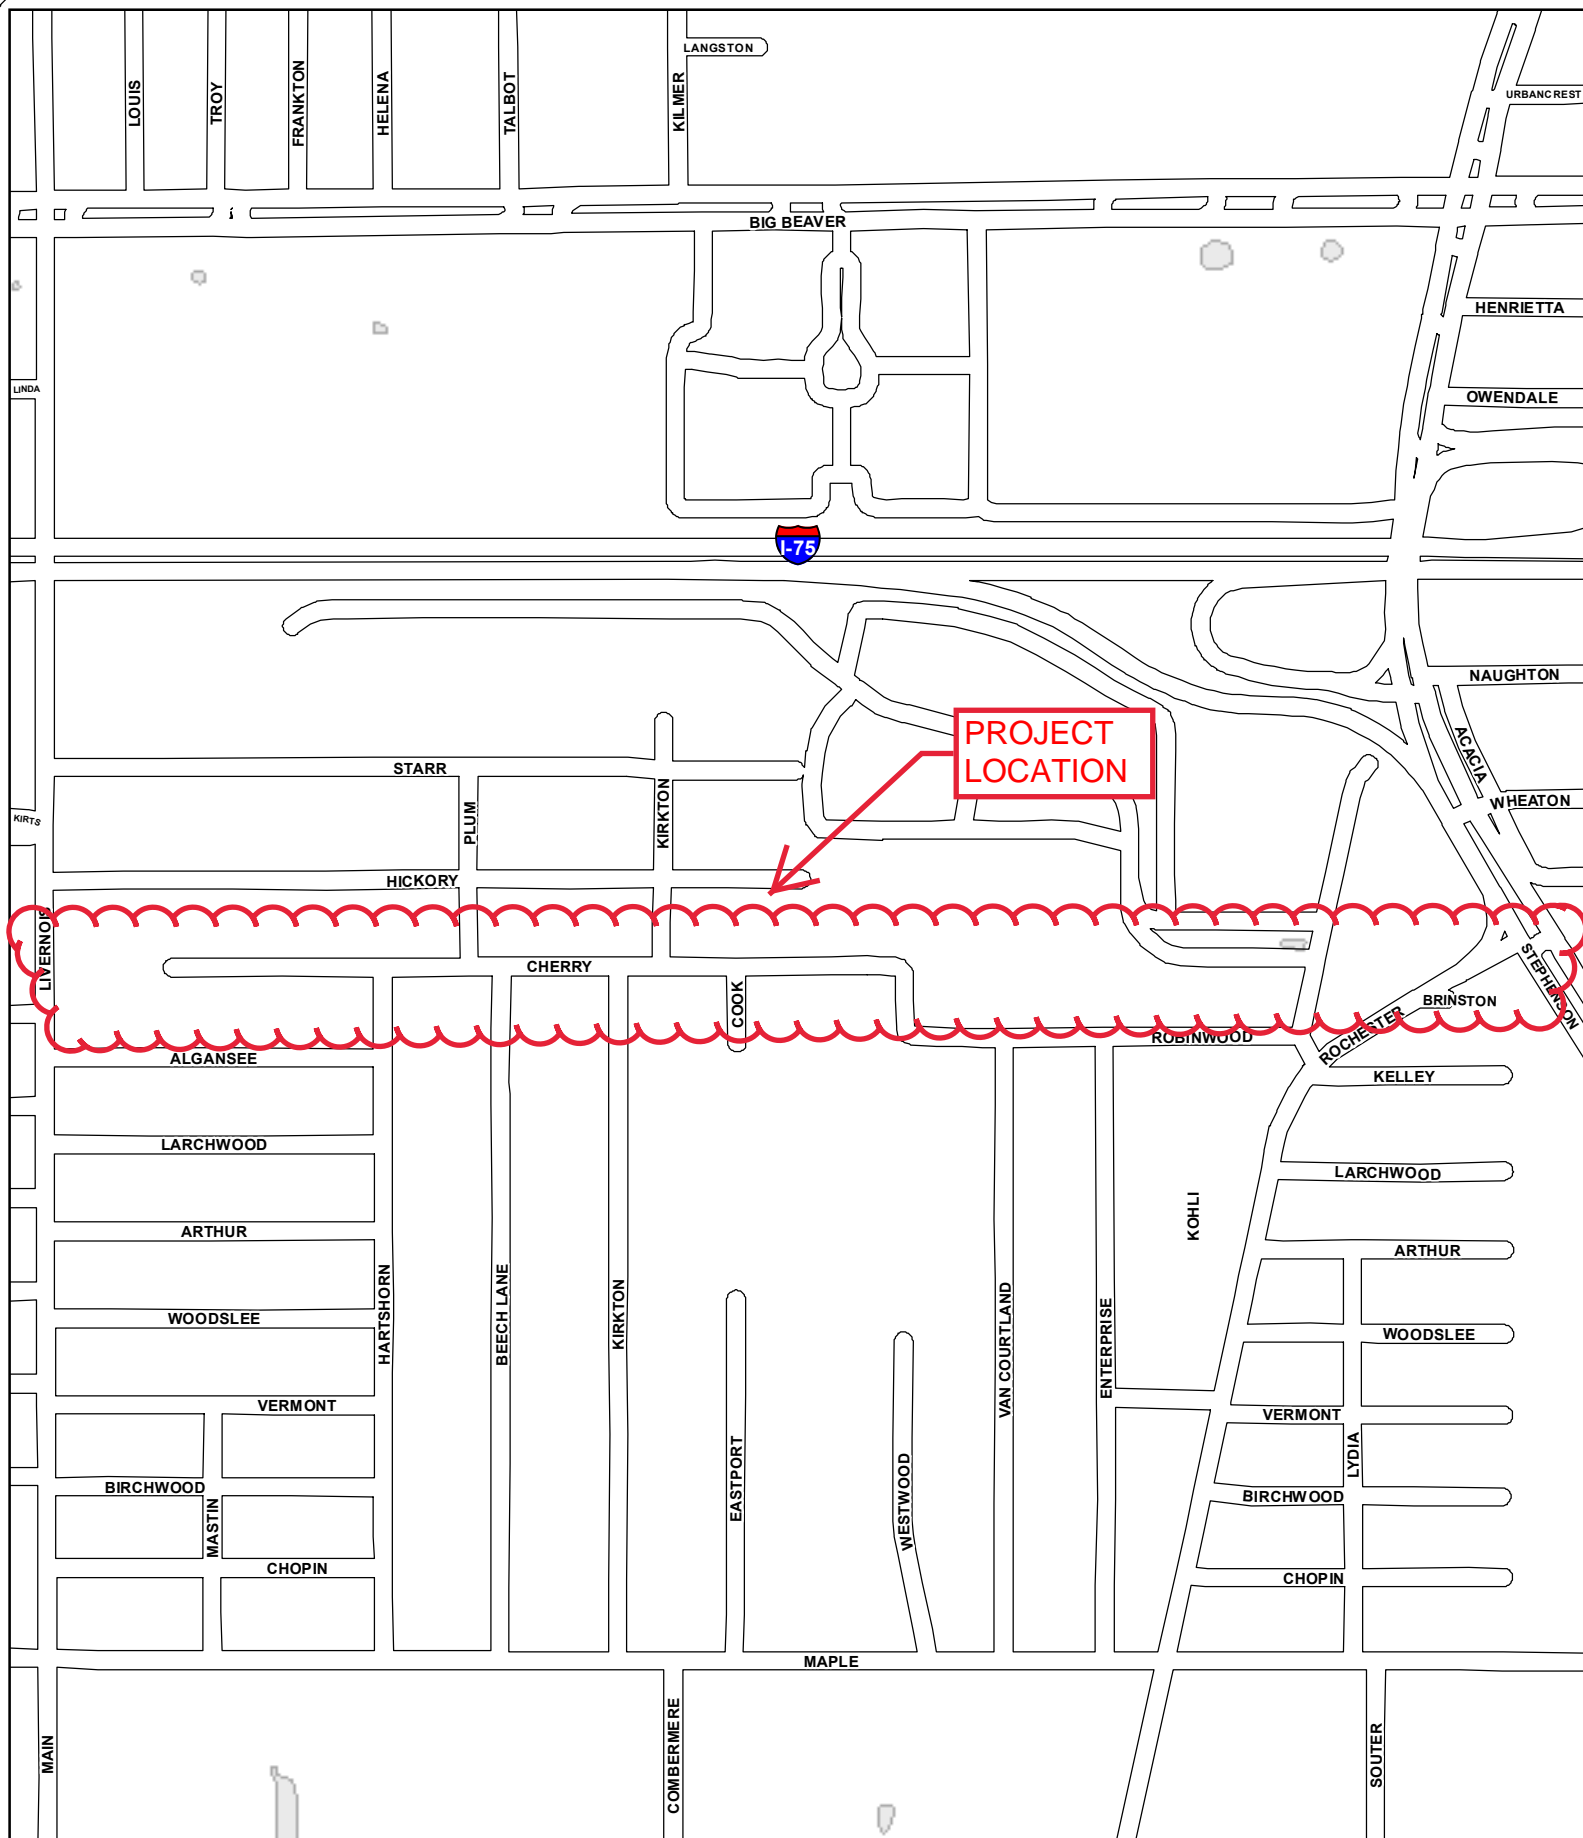 LANGSTON
LOUIS
TROY
FRANKTON
HELENA
TALBOT
KILMER
URBANCREST
BIG BEAVER
HENRIETTA
LINDA
OWENDALE
I-75
NAUGHTON
PROJECT
LOCATION
ACACIA
STARR
PLUM
KIRKTON
KIRTS
WHEATON
HICKORY
LIVERNOIS
CHERRY
COOK
STEPHENSON
BRINSTON
ROCHESTER
ROBINWOOD
ALGANSEE
KELLEY
LARCHWOOD
LARCHWOOD
KOHLI
ARTHUR
ARTHUR
HARTSHORN
BEECH LANE
KIRKTON
VAN COURTLAND
ENTERPRISE
WOODSLEE
WOODSLEE
VERMONT
VERMONT
LYDIA
EASTPORT
WESTWOOD
BIRCHWOOD
BIRCHWOOD
MASTIN
CHOPIN
CHOPIN
MAPLE
MAIN
COMBERMERE
SOUTER